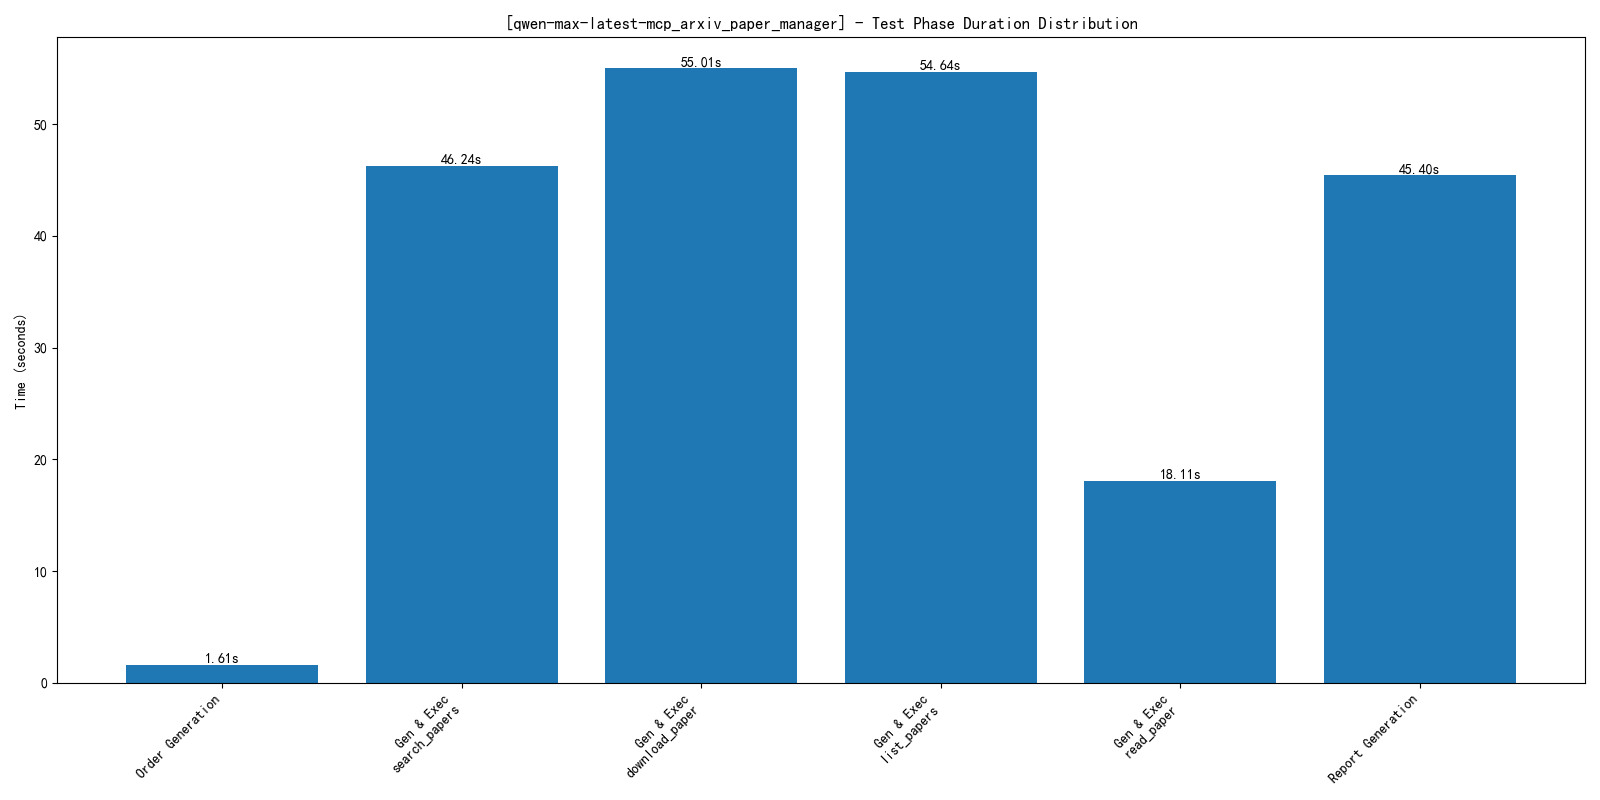 [qwen-max-latest-mcp_arxiv_paper_manager] - Test Phase Duration Distribution
Time (seconds)
50
40
30
20
10
0
1.61s
46.24s
55.01s
54.64s
18.11s
45.40s
Order Generation
Gen & Exec
search_papers
Gen & Exec
download_paper
Gen & Exec
list_papers
Gen & Exec
read_paper
Report Generation